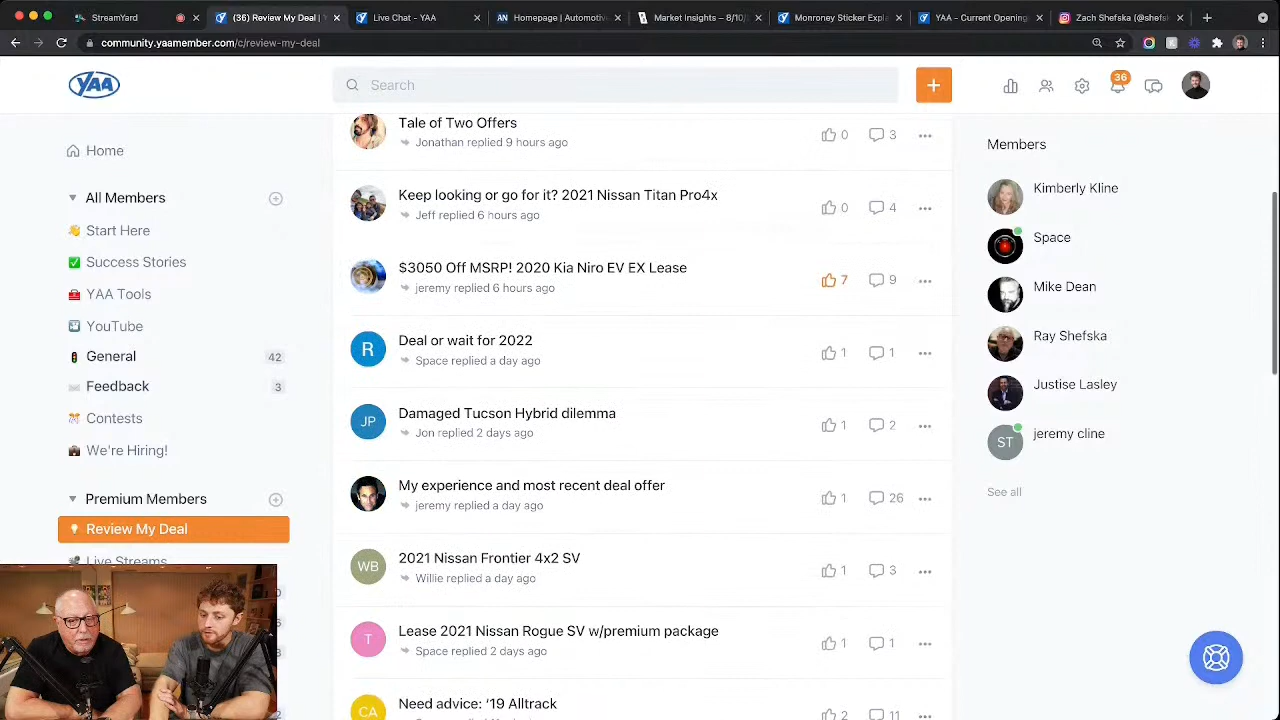 StreamYard
(36) Review My Deal |
Live Chat - YAA
Homepage | Automotiv
Market Insights – 8/10/
Monroney Sticker Expl
YAA - Current Opening
Zach Shefska (@shefs
community.yaamember.com/c/review-my-deal
YAA
Search
36
Home
All Members
Start Here
Success Stories
YAA Tools
YouTube
General
42
Feedback
3
Contests
We're Hiring!
Premium Members
Review My Deal
Live Streams
Tale of Two Offers
Jonathan replied 9 hours ago
0
3
Keep looking or go for it? 2021 Nissan Titan Pro4x
Jeff replied 6 hours ago
0
4
$3050 Off MSRP! 2020 Kia Niro EV EX Lease
jeremy replied 6 hours ago
7
9
R
Deal or wait for 2022
Space replied a day ago
1
1
JP
Damaged Tucson Hybrid dilemma
Jon replied 2 days ago
1
2
My experience and most recent deal offer
jeremy replied a day ago
1
26
WB
2021 Nissan Frontier 4x2 SV
Willie replied a day ago
1
3
T
Lease 2021 Nissan Rogue SV w/premium package
Space replied 2 days ago
1
1
CA
Need advice: '19 Alltrack
2
11
Members
Kimberly Kline
Space
Mike Dean
Ray Shefska
Justise Lasley
ST
jeremy cline
See all